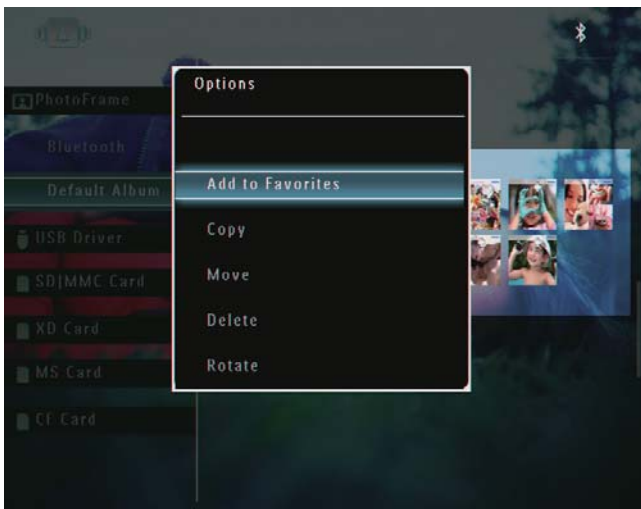 Options
Add to Favorites
Copy
Move
Delete
Rotate
PhotoFrame
Bluetooth
Default Album
USB Driver
SD|MMC Card
XD Card
MS Card
CF Card